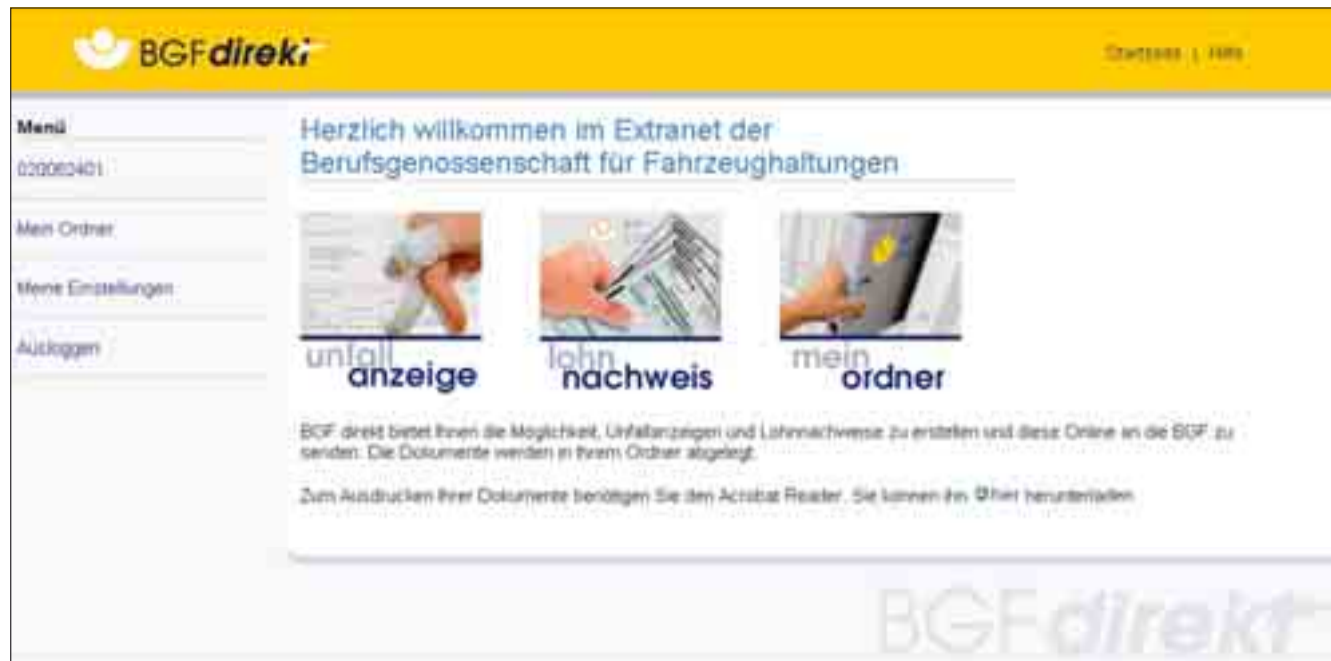 BGFdirekt
Startseite | Hilfe
Menü
020062401
Mein Ordner
Meine Einstellungen
Ausloggen
Herzlich willkommen im Extranet der
Berufsgenossenschaft für Fahrzeughaltungen
unfall
anzeige
lohn
nachweis
mein
ordner
BGF direkt bietet Ihnen die Möglichkeit, Unfallanzeigen und Lohnnachweise zu erstellen und diese Online an die BGF zu
senden. Die Dokumente werden in Ihrem Ordner abgelegt.
Zum Ausdrucken Ihrer Dokumente benötigen Sie den Acrobat Reader. Sie können ihn hier herunterladen.
BGFdirekt